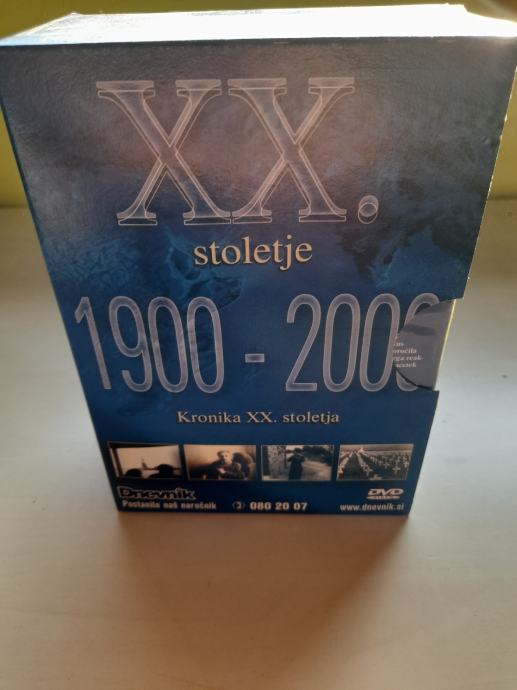 XX.
stoletje
1900 - 2000
Kronika XX. stoletja
Dnevnik
Postanite naš naročnik 080 20 07
DVD
www.dnevnik.si